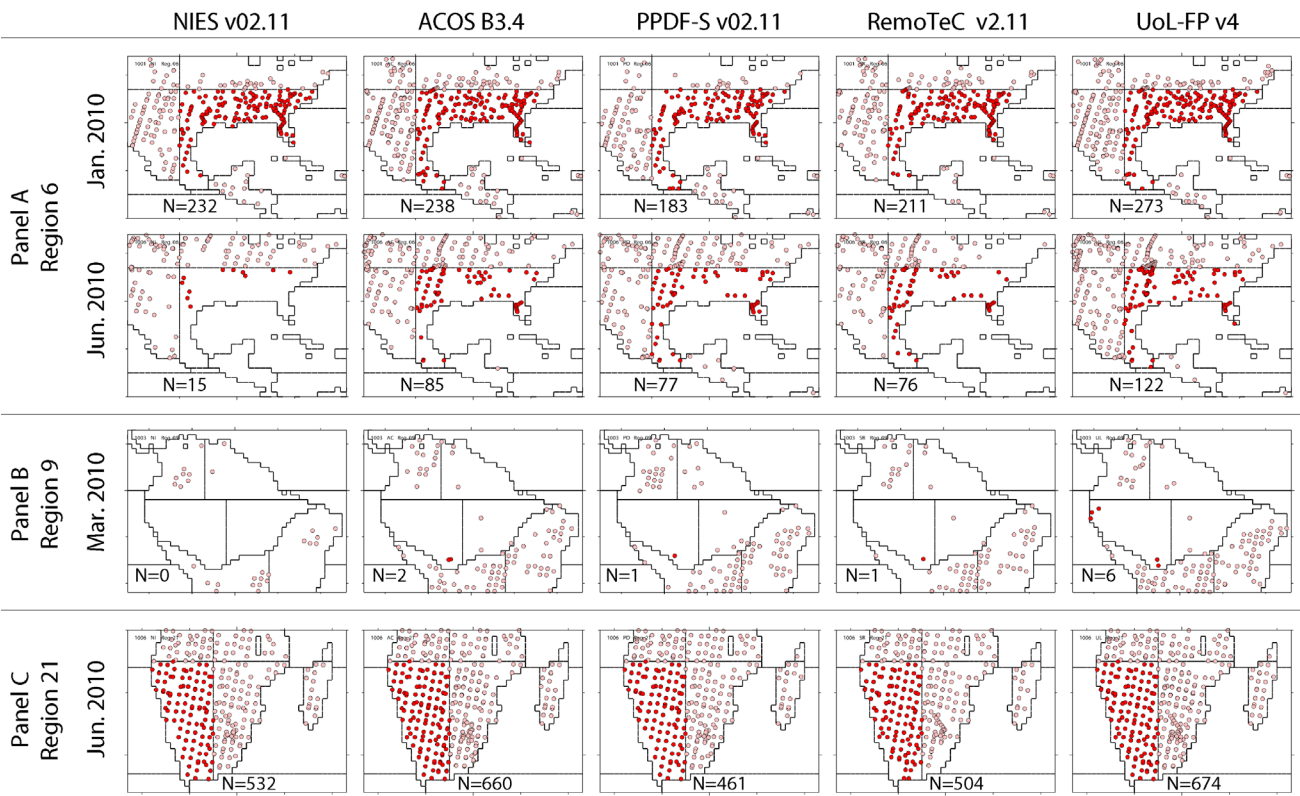 NIES v02.11 ACOS B3.4 PPDF-S v02.11 RemoTeC v2.11 UoL-FP v4
Panel A
Region 6
Jan. 2010
N=232 N=238 N=183 N=211 N=273
Jun. 2010
N=15 N=85 N=77 N=76 N=122
Panel B
Region 9
Mar. 2010
N=0 N=2 N=1 N=1 N=6
Panel C
Region 21
Jun. 2010
N=532 N=660 N=461 N=504 N=674